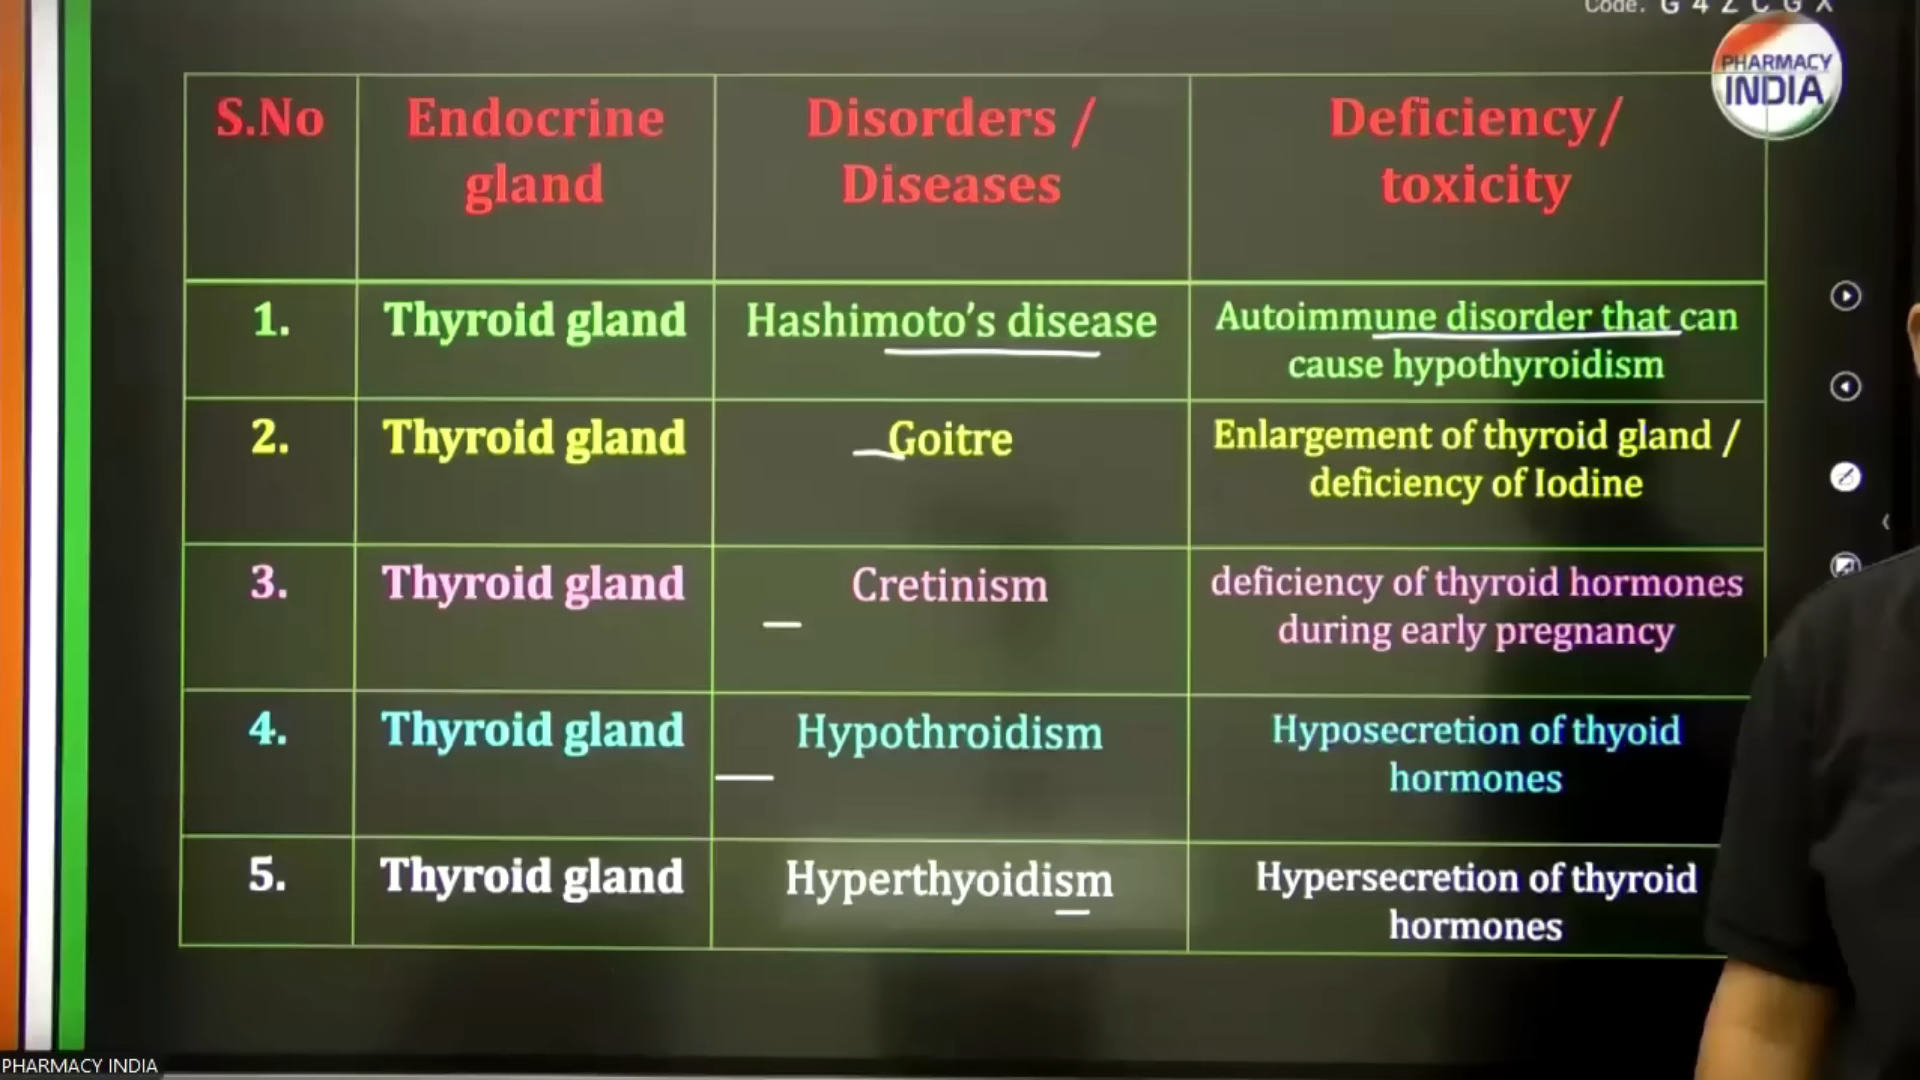 Code. G 4 Z C G X
PHARMACY
INDIA
S.No
Endocrine
gland
Disorders /
Diseases
Deficiency/
toxicity
1.
Thyroid gland
Hashimoto’s disease
Autoimmune disorder that can
cause hypothyroidism
2.
Thyroid gland
Goitre
Enlargement of thyroid gland /
deficiency of Iodine
3.
Thyroid gland
Cretinism
deficiency of thyroid hormones
during early pregnancy
4.
Thyroid gland
Hypothroidism
Hyposecretion of thyoid
hormones
5.
Thyroid gland
Hyperthyoidism
Hypersecretion of thyroid
hormones
PHARMACY INDIA